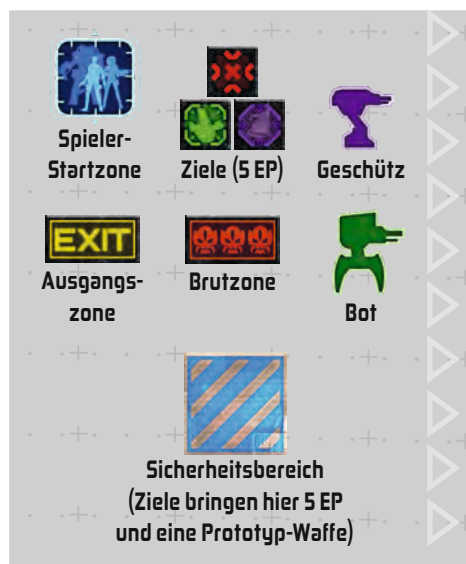 Spieler-
Startzone
Ziele (5 EP)
Geschütz
EXIT
Ausgangs-
zone
Brutzone
Bot
Sicherheitsbereich
(Ziele bringen hier 5 EP
und eine Prototyp-Waffe)